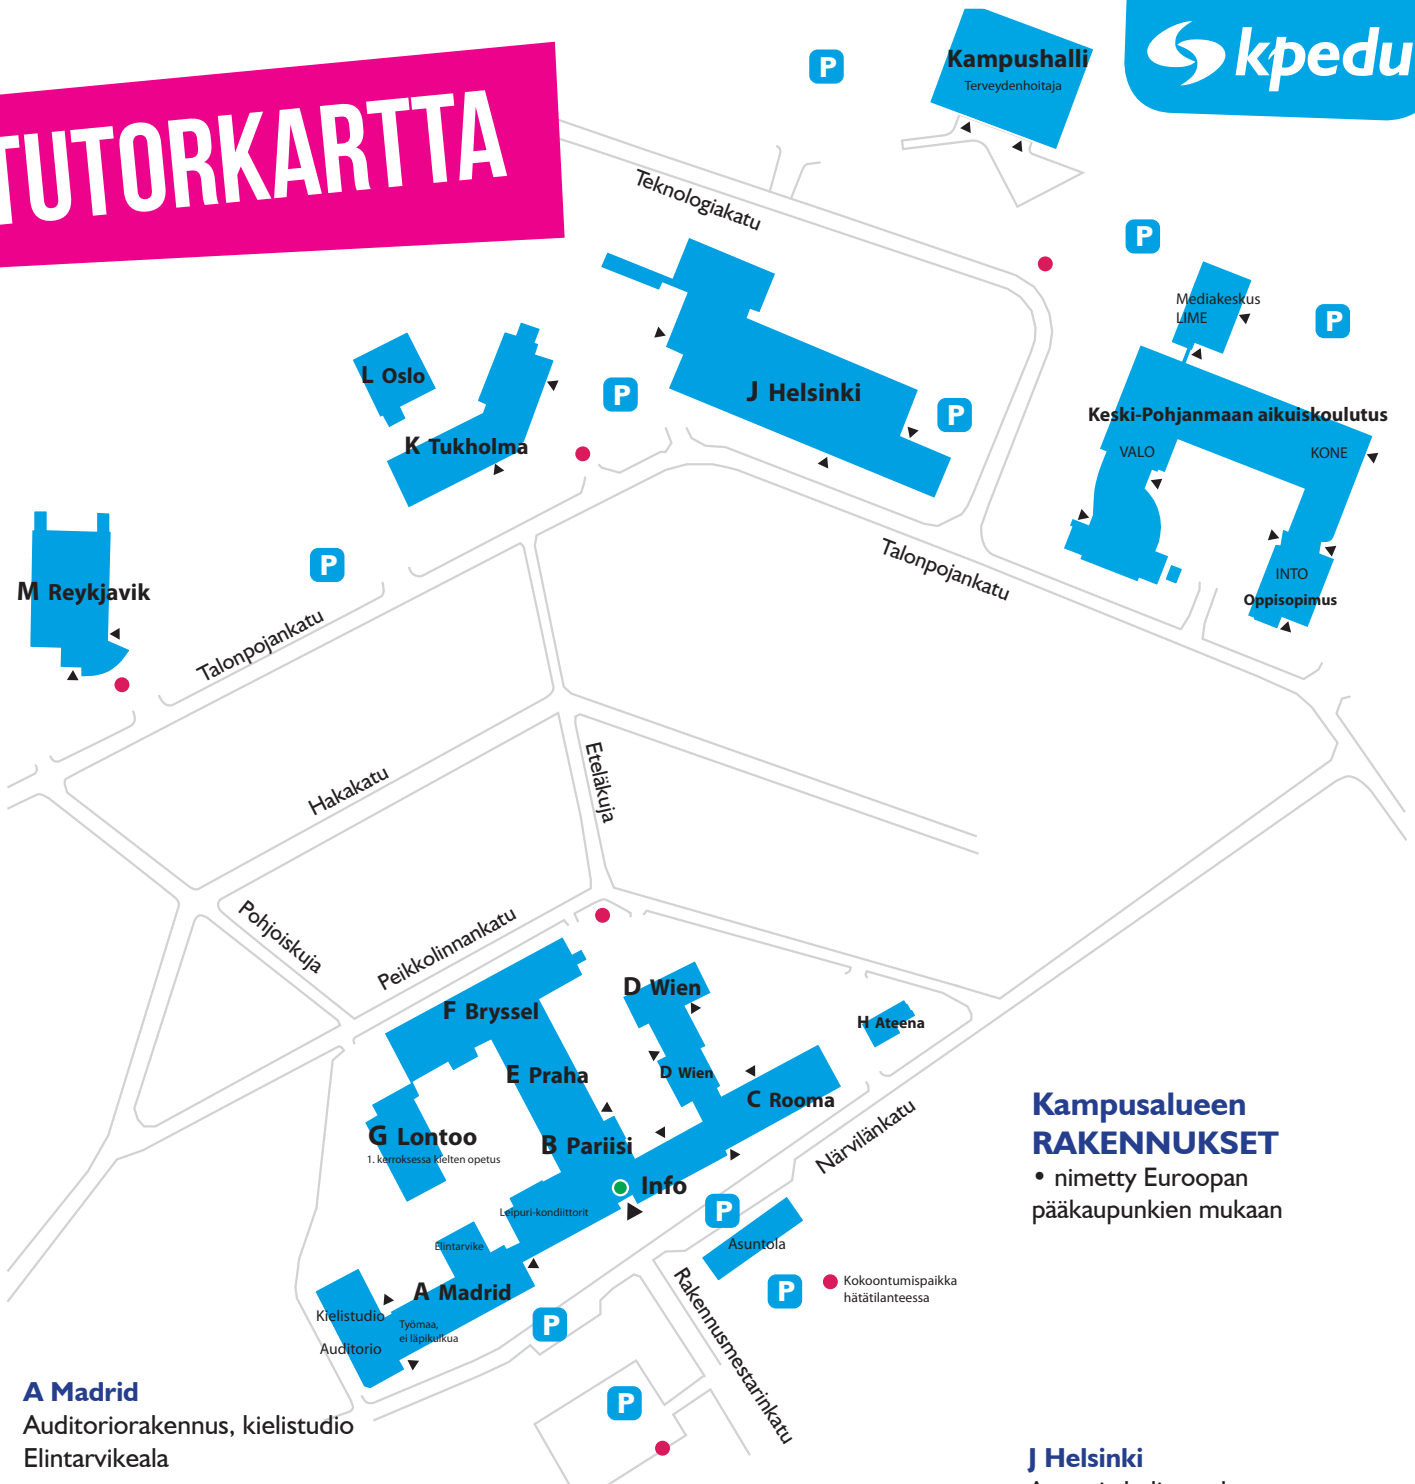 TUTORKARTTA
kpedu
Kampushalli
Terveydenhoitaja
P
P
P
P
P
P
Teknologiakatu
Mediakeskus
LIME
L Oslo
J Helsinki
K Tukholma
Keski-Pohjanmaan aikuiskoulutus
VALO
KONE
INTO
Oppisopimus
M Reykjavik
Talonpojankatu
Talonpojankatu
Hakakatu
Eteläkuja
Pohjoiskuja
Peikkolinnankatu
F Bryssel
D Wien
D Wien
H Ateena
E Praha
C Rooma
G Lontoo
1. kerroksessa kielten opetus
B Pariisi
Info
Närvilänkatu
Leipuri-kondiittorit
Elintarvike
A Madrid
Kielistudio
Auditorio
Työmaa,
ei läpikulkua
P
Asuntola
P
P
P
Rakennusmestarinkatu
Kokoontumispaikka
hätätilanteessa
Kampusalueen
RAKENNUKSET
• nimetty Euroopan
pääkaupunkien mukaan
A Madrid
Auditoriorakennus, kielistudio
Elintarvikeala
J Helsinki